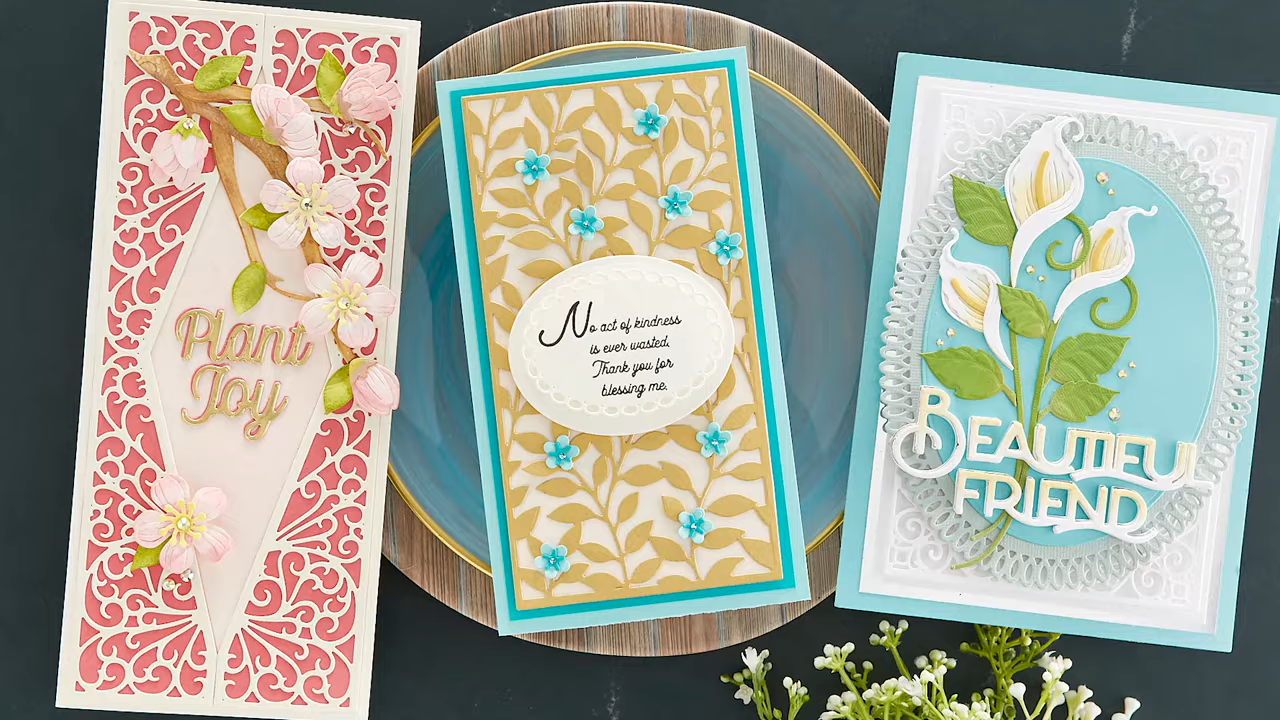 Plant
Joy
No act of kindness
is ever wasted.
Thank you for
blessing me.
BEAUTIFUL
FRIEND